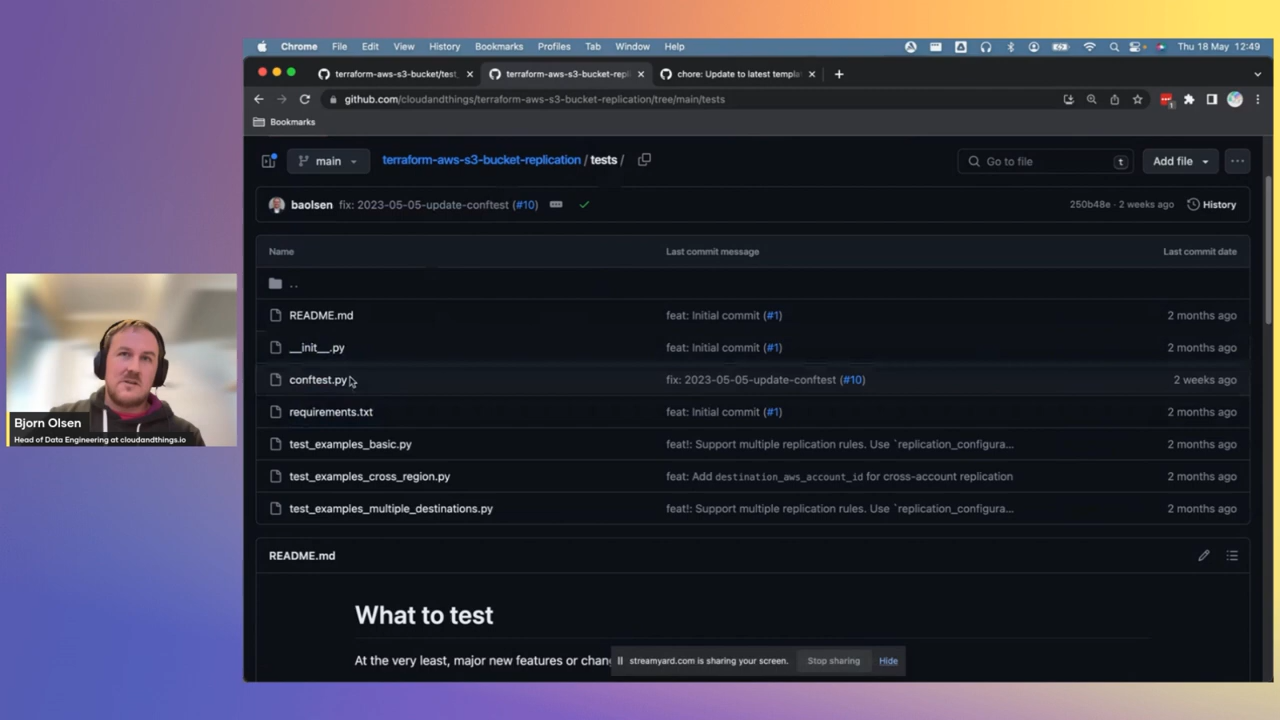 Chrome File Edit View History Bookmarks Profiles Tab Window Help Thu 18 May 12:49
terraform-aws-s3-bucket/test terraform-aws-s3-bucket-repl chore: Update to latest templa
github.com/cloudandthings/terraform-aws-s3-bucket-replication/tree/main/tests
Bookmarks
main terraform-aws-s3-bucket-replication / tests / Go to file t Add file
baolsen fix: 2023-05-05-update-conftest (#10) 250b48e · 2 weeks ago History
Name Last commit message Last commit date
..
README.md feat: Initial commit (#1) 2 months ago
__init__.py feat: Initial commit (#1) 2 months ago
conftest.py fix: 2023-05-05-update-conftest (#10) 2 weeks ago
requirements.txt feat: Initial commit (#1) 2 months ago
test_examples_basic.py feat!: Support multiple replication rules. Use `replication_configura... 2 months ago
test_examples_cross_region.py feat: Add destination_aws_account_id for cross-account replication 2 months ago
test_examples_multiple_destinations.py feat!: Support multiple replication rules. Use `replication_configura... 2 months ago
README.md
What to test
At the very least, major new features or chan
streamyard.com is sharing your screen. Stop sharing Hide
Bjorn Olsen
Head of Data Engineering at cloudandthings.io